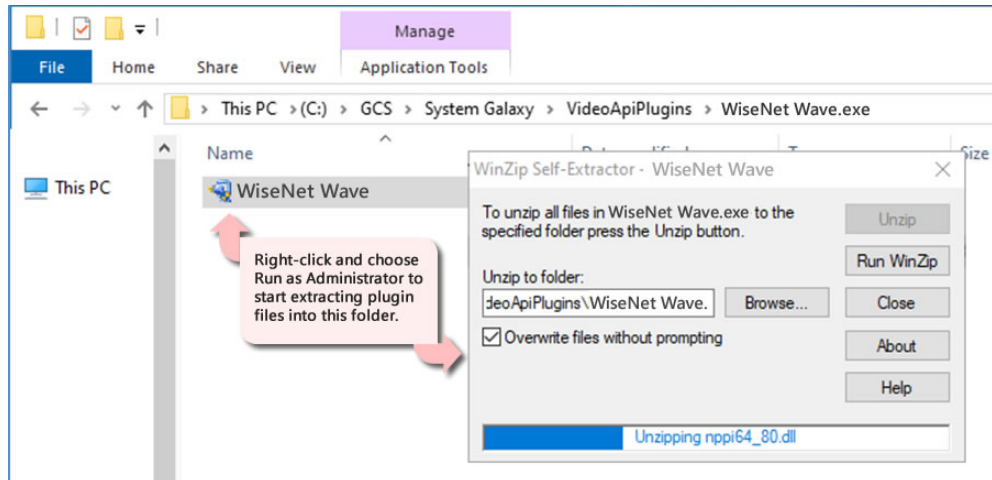 Manage
File Home Share View Application Tools
This PC > (C:) > GCS > System Galaxy > VideoApiPlugins > WiseNet Wave.exe
Name Size
This PC
WiseNet Wave
Right-click and choose
Run as Administrator to
start extracting plugin
files into this folder.
WinZip Self-Extractor - WiseNet Wave
To unzip all files in WiseNet Wave.exe to the
specified folder press the Unzip button.
Unzip
Run WinZip
Unzip to folder:
deoApiPlugins\WiseNet Wave. Browse... Close
Overwrite files without prompting
About
Help
Unzipping nppi64_80.dll